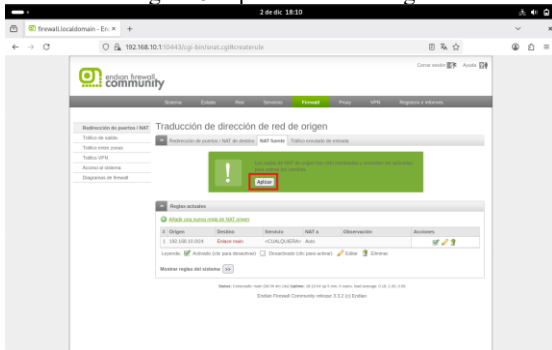 2 de dic 18:10
firewall.localdomain - En
192.168.10.1:10443/cgi-bin/snat.cgi#createrule
endian firewall
community
Cerrar sesión Ayuda
Sistema Estado Red Servicios Firewall Proxy VPN Registros e informes
Redirección de puertos / NAT
Tráfico de salida
Tráfico entre zonas
Tráfico VPN
Acceso al sistema
Diagramas de firewall
Traducción de dirección de red de origen
Redirección de puertos / NAT de destino NAT fuente Tráfico enrutado de entrada
Aplicar
Reglas actuales
Añada una nueva regla de NAT origen
# Origen Destino Servicio NAT a Observación Acciones
1 192.168.10.0/24 Enlace main <CUALQUIERA> Auto
Leyenda: Activado (clic para desactivar) Desactivado (clic para activar) Editar Eliminar
Mostrar reglas del sistema >>
Endian Firewall Community release 3.3.2 (c) Endian